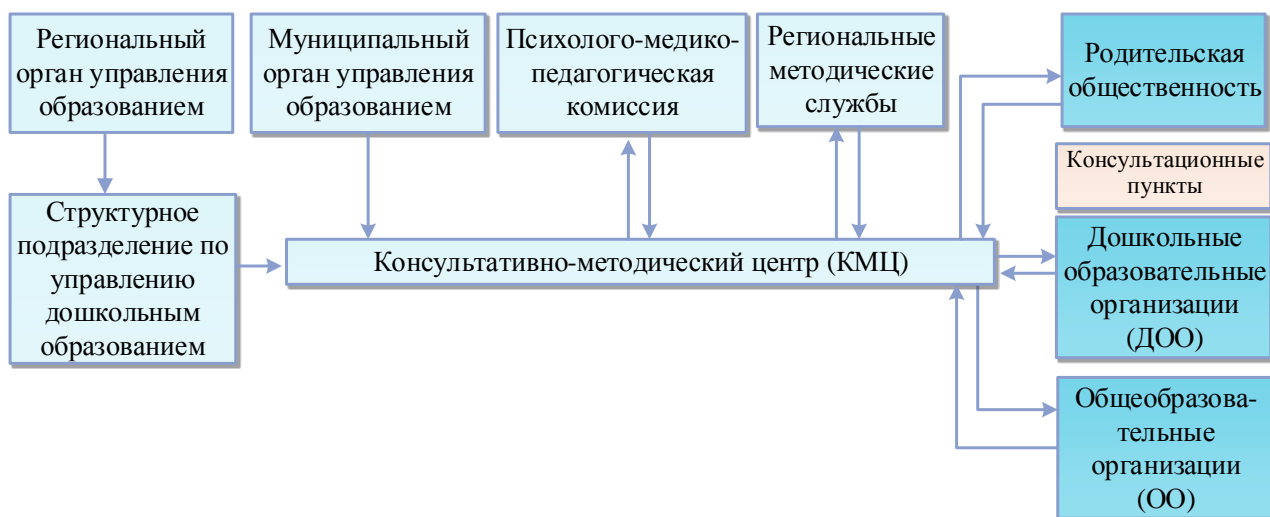 Региональный
орган управления
образованием
Муниципальный
орган управления
образованием
Психолого-медико-
педагогическая
комиссия
Региональные
методические
службы
Родительская
общественность
Консультационные
пункты
Структурное
подразделение по
управлению
дошкольным
образованием
Консультативно-методический центр (КМЦ)
Дошкольные
образовательные
организации
(ДОО)
Общеобразова-
тельные
организации
(ОО)